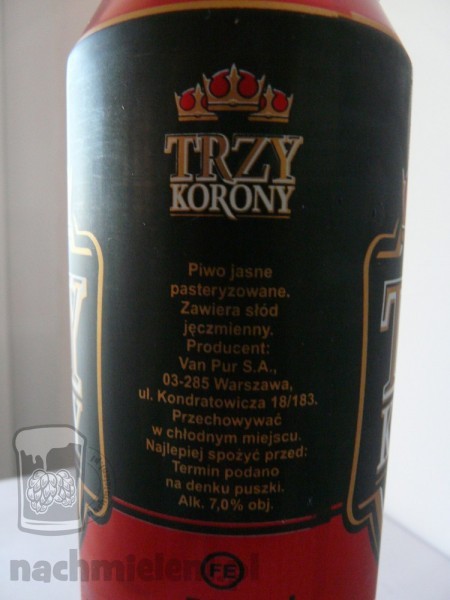 TRZY
KORONY
Piwo jasne
pasteryzowane.
Zawiera słód
jęczmienny.
Producent:
Van Pur S.A.,
03-285 Warszawa,
ul. Kondratowicza 18/183.
Przechowywać
w chłodnym miejscu.
Najlepiej spożyć przed:
Termin podano
na denku puszki.
Alk. 7,0% obj.
FE